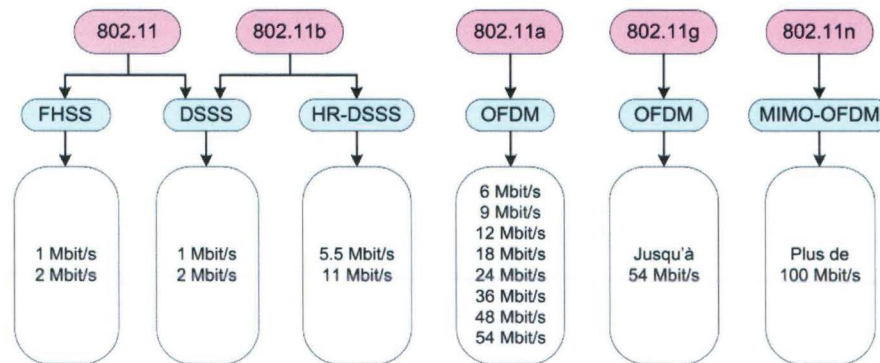 802.11
802.11b
802.11a
802.11g
802.11n
FHSS
DSSS
HR-DSSS
OFDM
OFDM
MIMO-OFDM
1 Mbit/s
2 Mbit/s
1 Mbit/s
2 Mbit/s
5.5 Mbit/s
11 Mbit/s
6 Mbit/s
9 Mbit/s
12 Mbit/s
18 Mbit/s
24 Mbit/s
36 Mbit/s
48 Mbit/s
54 Mbit/s
Jusqu'à
54 Mbit/s
Plus de
100 Mbit/s